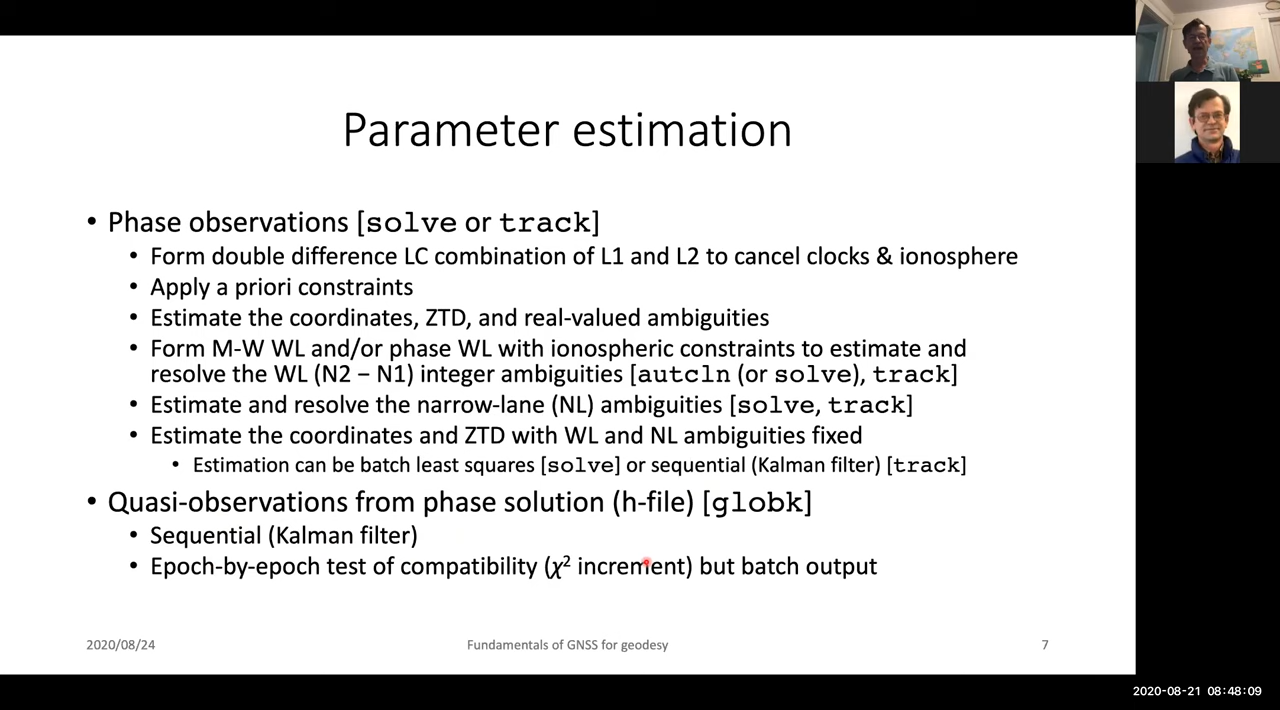 Parameter estimation
• Phase observations [solve or track]
• Form double difference LC combination of L1 and L2 to cancel clocks & ionosphere
• Apply a priori constraints
• Estimate the coordinates, ZTD, and real-valued ambiguities
• Form M-W WL and/or phase WL with ionospheric constraints to estimate and
resolve the WL (N2 − N1) integer ambiguities [autcln (or solve), track]
• Estimate and resolve the narrow-lane (NL) ambiguities [solve, track]
• Estimate the coordinates and ZTD with WL and NL ambiguities fixed
• Estimation can be batch least squares [solve] or sequential (Kalman filter) [track]
• Quasi-observations from phase solution (h-file) [globk]
• Sequential (Kalman filter)
• Epoch-by-epoch test of compatibility (χ² increment) but batch output
2020/08/24
Fundamentals of GNSS for geodesy
7
2020-08-21 08:48:09